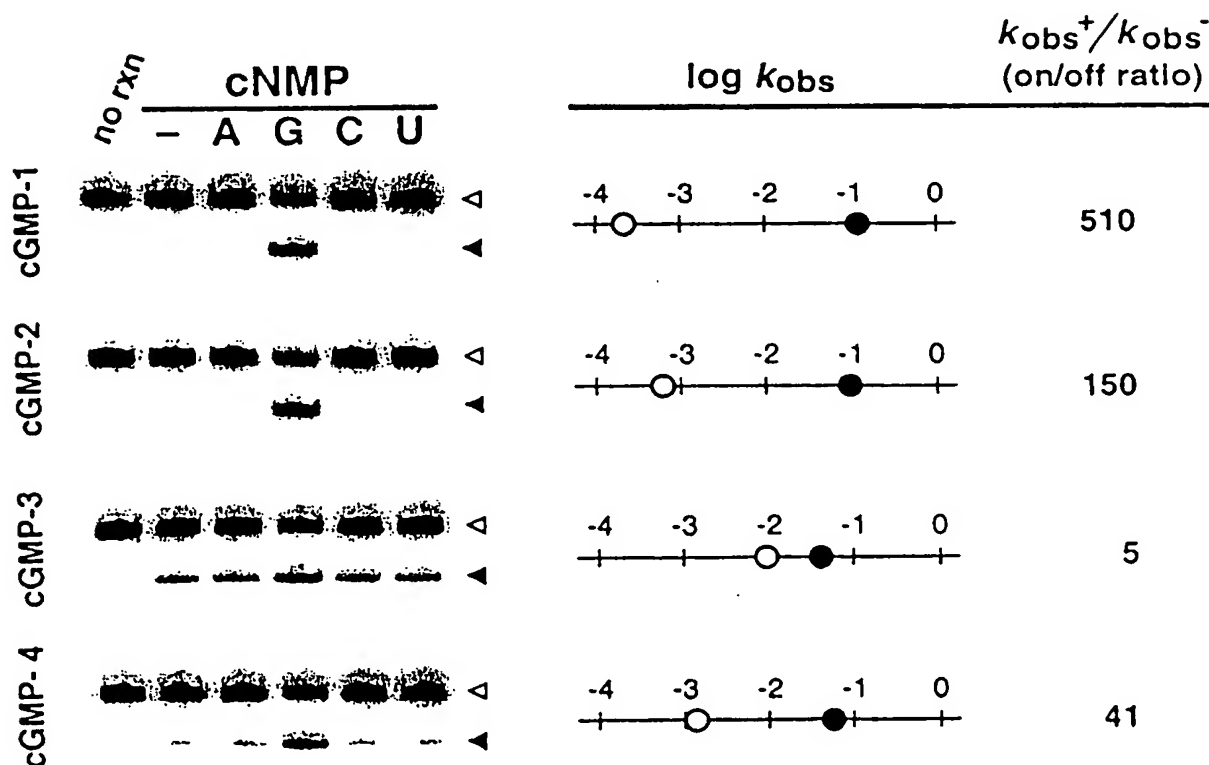 no rxn
cNMP
– A G C U
log kobs
kobs+/kobs-
(on/off ratio)
cGMP-1
-4 -3 -2 -1 0
510
cGMP-2
-4 -3 -2 -1 0
150
cGMP-3
-4 -3 -2 -1 0
5
cGMP-4
-4 -3 -2 -1 0
41